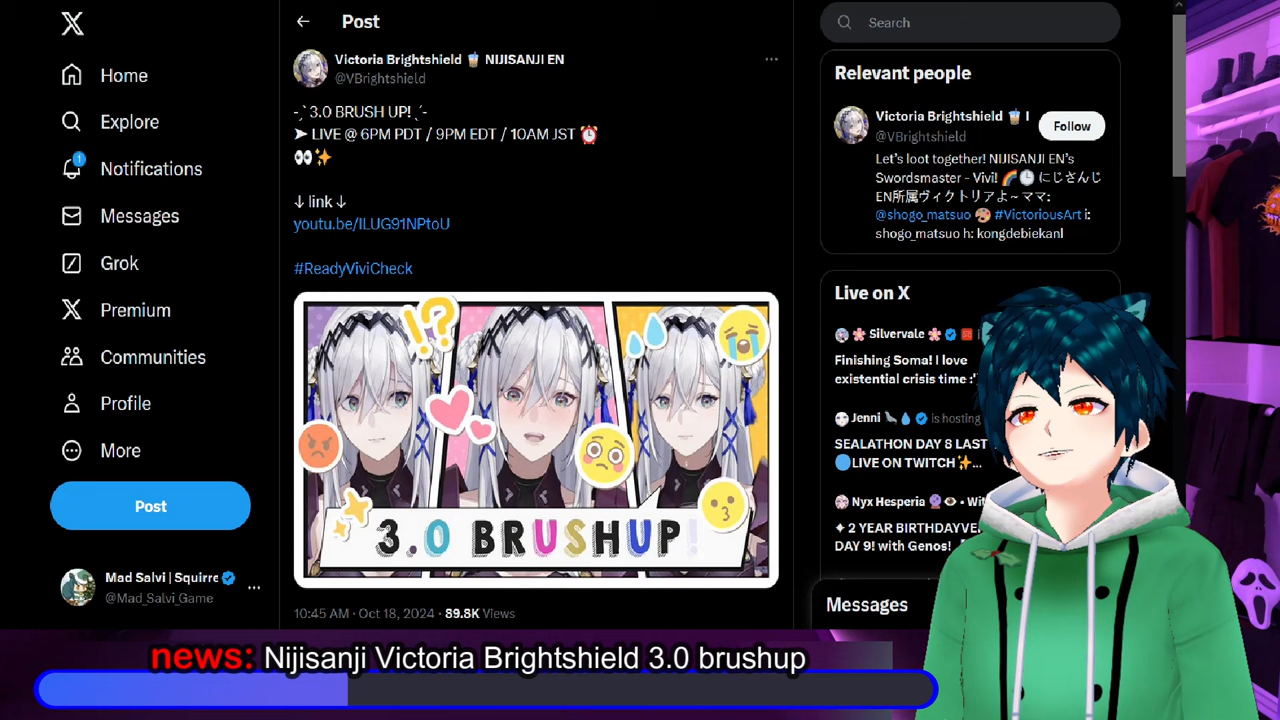 Home
Explore
1
Notifications
Messages
Grok
Premium
Communities
Profile
More
Post
Mad Salvi | Squirre
@Mad_Salvi_Game
Post
Victoria Brightshield 🧋 NIJISANJI EN
@VBrightshield
-ˏˋ 3.0 BRUSH UP! ˎˊ-
➤ LIVE @ 6PM PDT / 9PM EDT / 10AM JST ⏰
👀✨
↓ link ↓
youtu.be/ILUG91NPtoU
#ReadyViviCheck
!?
3.0 BRUSHUP!
10:45 AM · Oct 18, 2024 · 89.8K Views
Search
Relevant people
Victoria Brightshield 🧋 I
@VBrightshield
Follow
Let's loot together! NIJISANJI EN's
Swordsmaster - Vivi! 🌈🕒 にじさんじ
EN所属ヴィクトリアよ~ ママ:
@shogo_matsuo 🎨 #VictoriousArt i:
shogo_matsuo h: kongdebiekanl
Live on X
🌸 Silvervale 🌸
Finishing Soma! I love
existential crisis time :'
Jenni 🦭💧 is hosting
SEALATHON DAY 8 LAST
🔵LIVE ON TWITCH ✨...
Nyx Hesperia 🔮👁 • Wit
✦ 2 YEAR BIRTHDAYVE
DAY 9! with Genos!
Messages
news: Nijisanji Victoria Brightshield 3.0 brushup